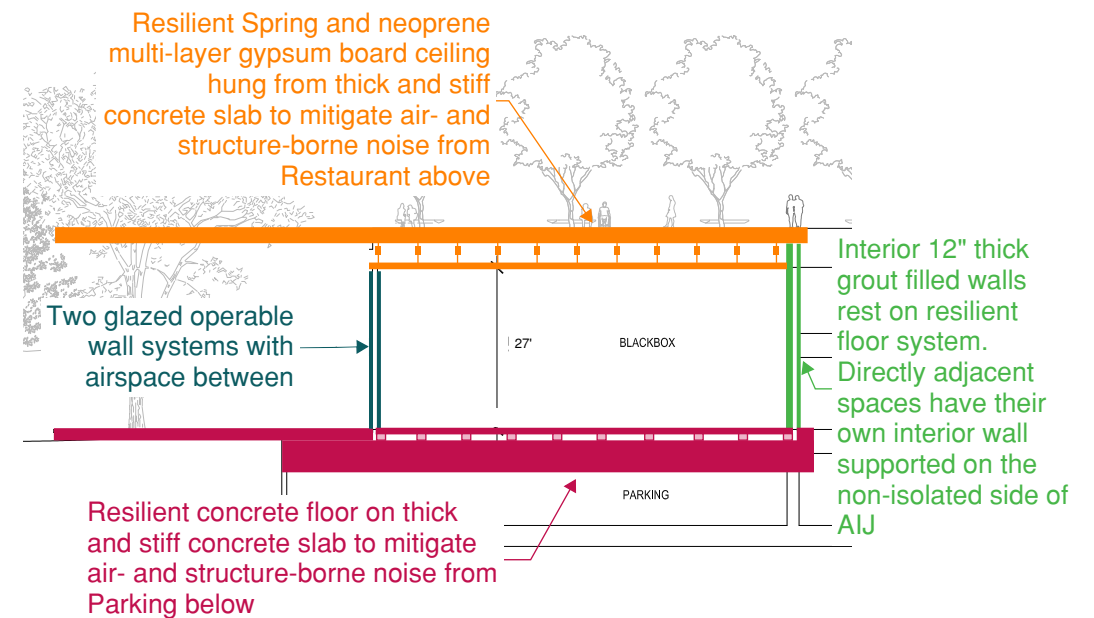 Resilient Spring and neoprene
multi-layer gypsum board ceiling
hung from thick and stiff
concrete slab to mitigate air- and
structure-borne noise from
Restaurant above
Interior 12" thick
grout filled walls
rest on resilient
floor system.
Directly adjacent
spaces have their
own interior wall
supported on the
non-isolated side of
AIJ
Two glazed operable
wall systems with
airspace between
27'
BLACKBOX
PARKING
Resilient concrete floor on thick
and stiff concrete slab to mitigate
air- and structure-borne noise from
Parking below